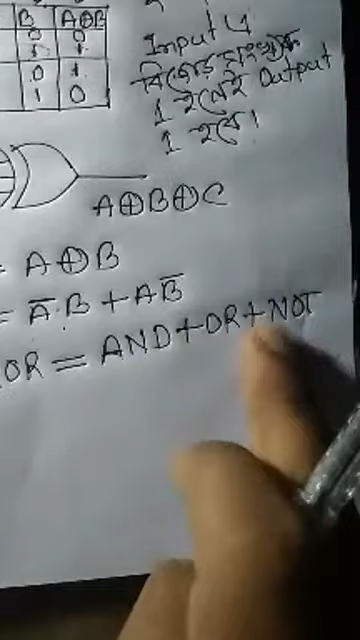 B A⊕B
0 0
1 1
0 1
1 0
Input এ
বিজোড় সংখ্যক
1 হলেই Output
1 হবে।
A⊕B⊕C
= A⊕B
= A̅.B + AB̅
OR = AND+OR+NOT